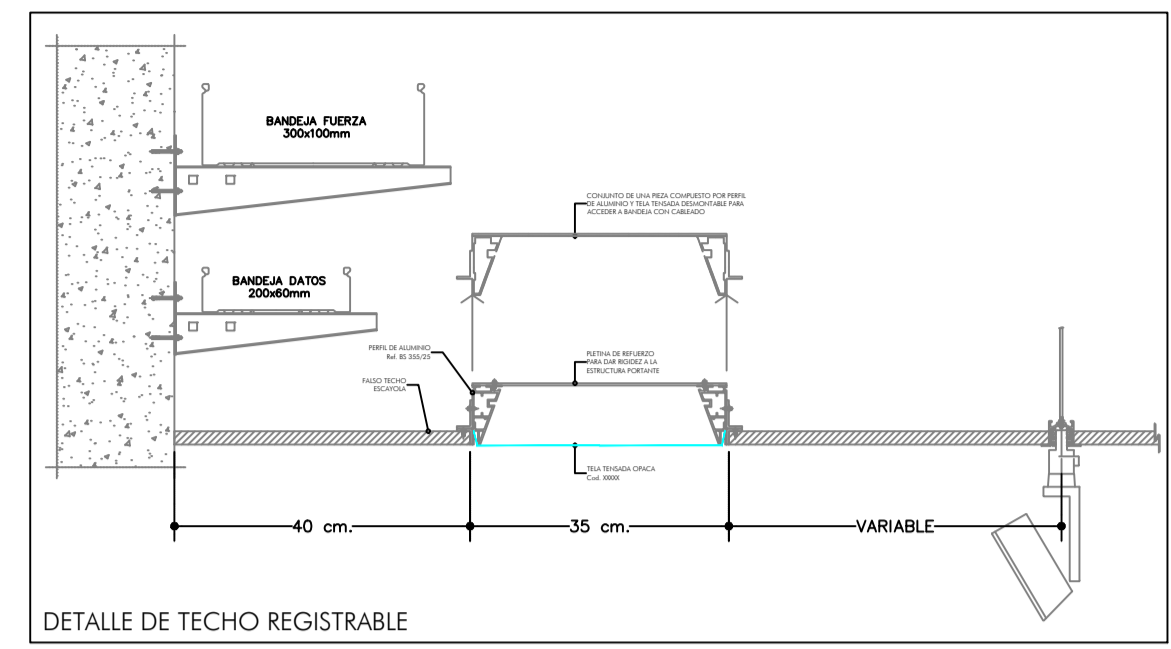 BANDEJA FUERZA
300x100mm
CONJUNTO DE UNA PIEZA COMPUESTO POR PERFIL
DE ALUMINIO Y TELA TENSADA DESMONTABLE PARA
ACCEDER A BANDEJA CON CABLEADO
BANDEJA DATOS
200x60mm
PERFIL DE ALUMINIO
Ref. BS 355/25
PLETINA DE REFUERZO
PARA DAR RIGIDEZ A LA
ESTRUCTURA PORTANTE
FALSO TECHO
ESCAYOLA
TELA TENSADA OPACA
Cod. XXXXX
40 cm.
35 cm.
VARIABLE
DETALLE DE TECHO REGISTRABLE